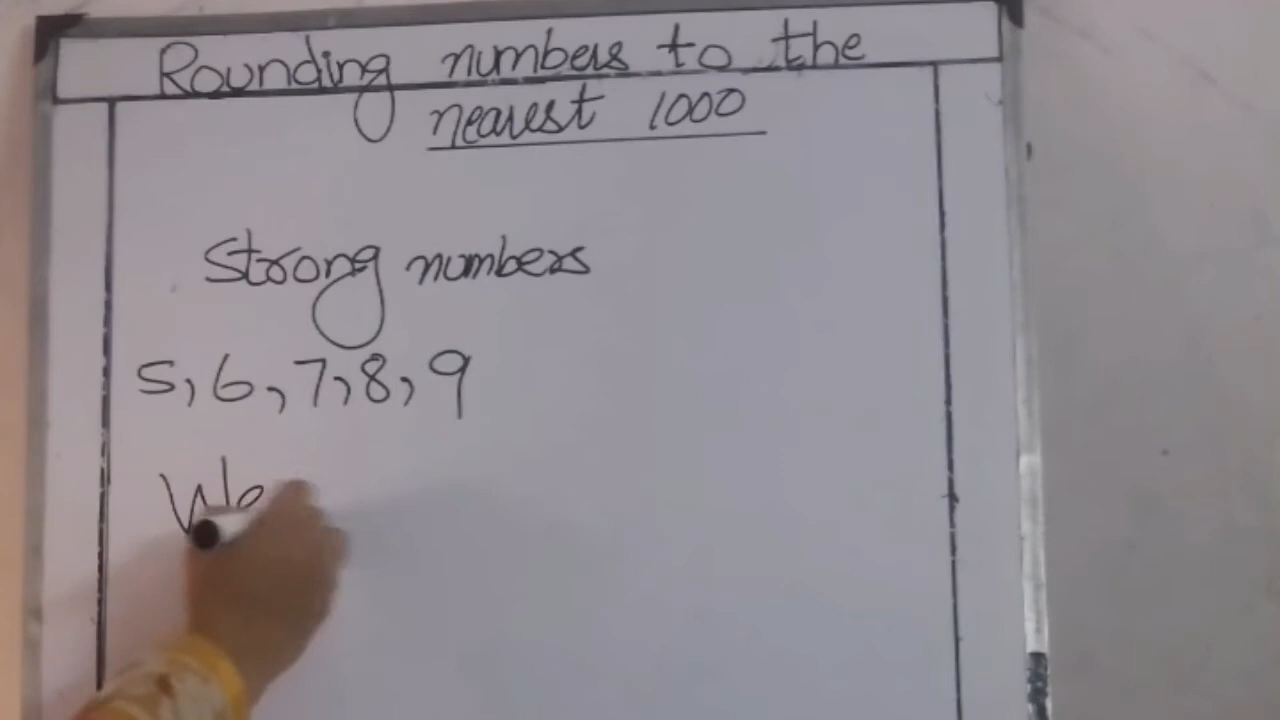 Rounding numbers to the
nearest 1000
Strong numbers
5, 6, 7, 8, 9
We